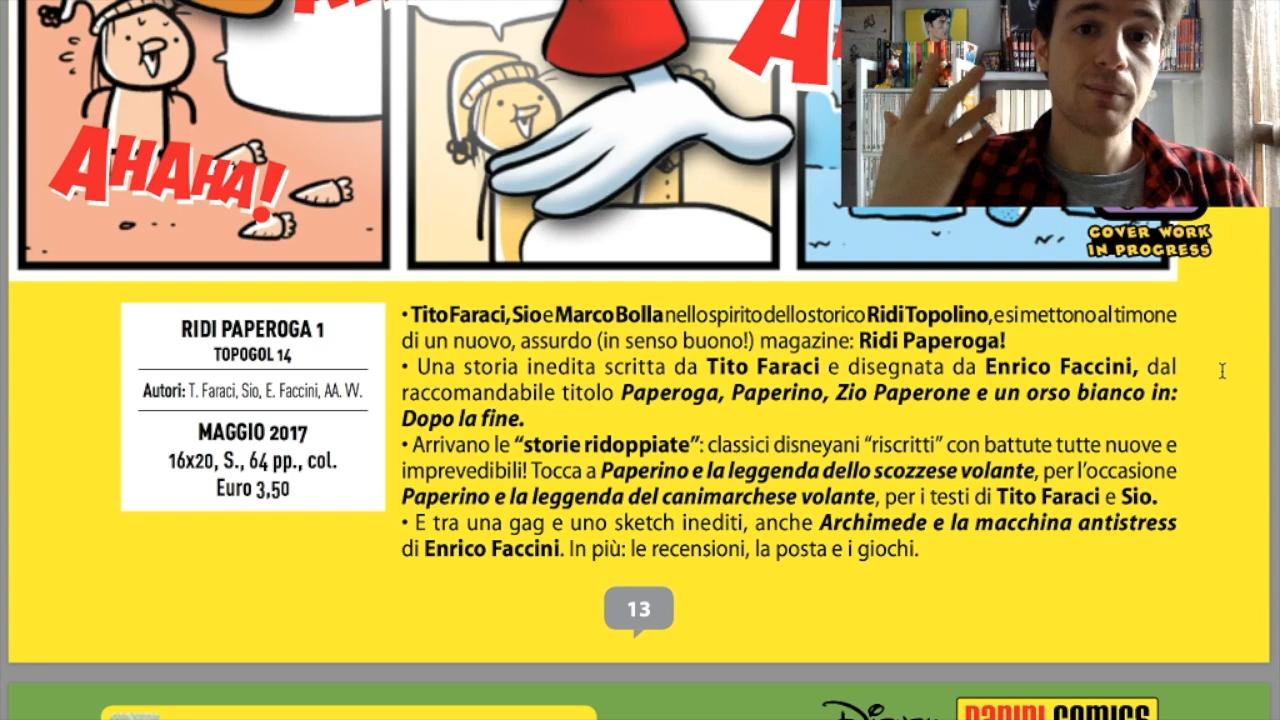 AHAHA!
COVER WORK
IN PROGRESS
RIDI PAPEROGA 1
TOPOGOL 14
Autori: T. Faraci, Sio, E. Faccini, AA. VV.
MAGGIO 2017
16x20, S., 64 pp., col.
Euro 3,50
• Tito Faraci, Sio e Marco Bolla nello spirito dello storico Ridi Topolino, e si mettono al timone
di un nuovo, assurdo (in senso buono!) magazine: Ridi Paperoga!
• Una storia inedita scritta da Tito Faraci e disegnata da Enrico Faccini, dal
raccomandabile titolo Paperoga, Paperino, Zio Paperone e un orso bianco in:
Dopo la fine.
• Arrivano le “storie ridoppiate”: classici disneyani “riscritti” con battute tutte nuove e
imprevedibili! Tocca a Paperino e la leggenda dello scozzese volante, per l’occasione
Paperino e la leggenda del canimarchese volante, per i testi di Tito Faraci e Sio.
• E tra una gag e uno sketch inediti, anche Archimede e la macchina antistress
di Enrico Faccini. In più: le recensioni, la posta e i giochi.
13
DISNEY
PANINI COMICS